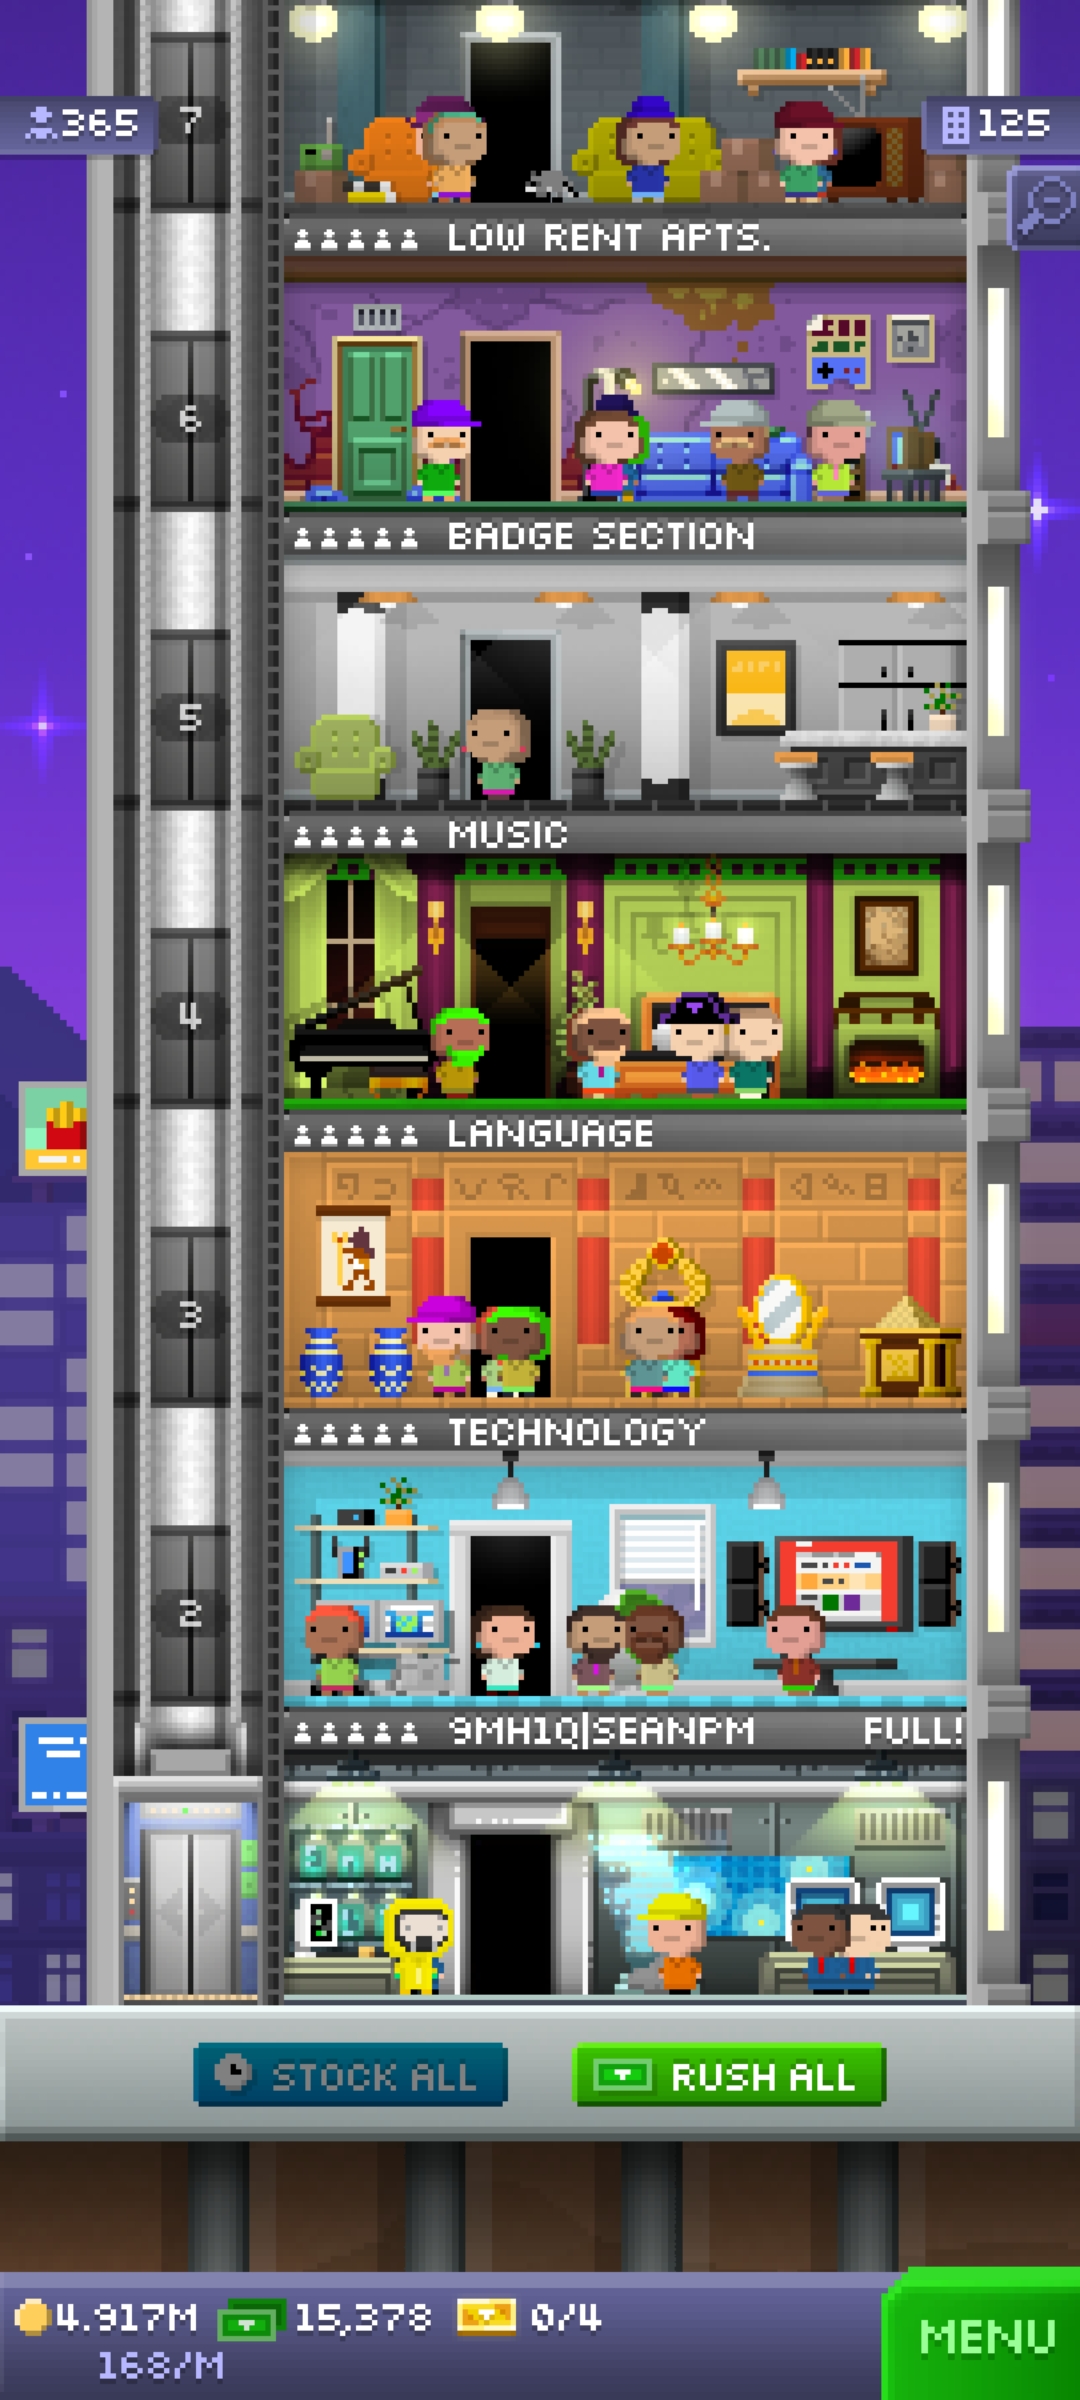 365
7
125
LOW RENT APTS.
6
BADGE SECTION
5
MUSIC
4
LANGUAGE
3
TECHNOLOGY
2
9MH1Q|SEANPM FULL!
STOCK ALL
RUSH ALL
4.917M 15,378 0/4
168/M
MENU